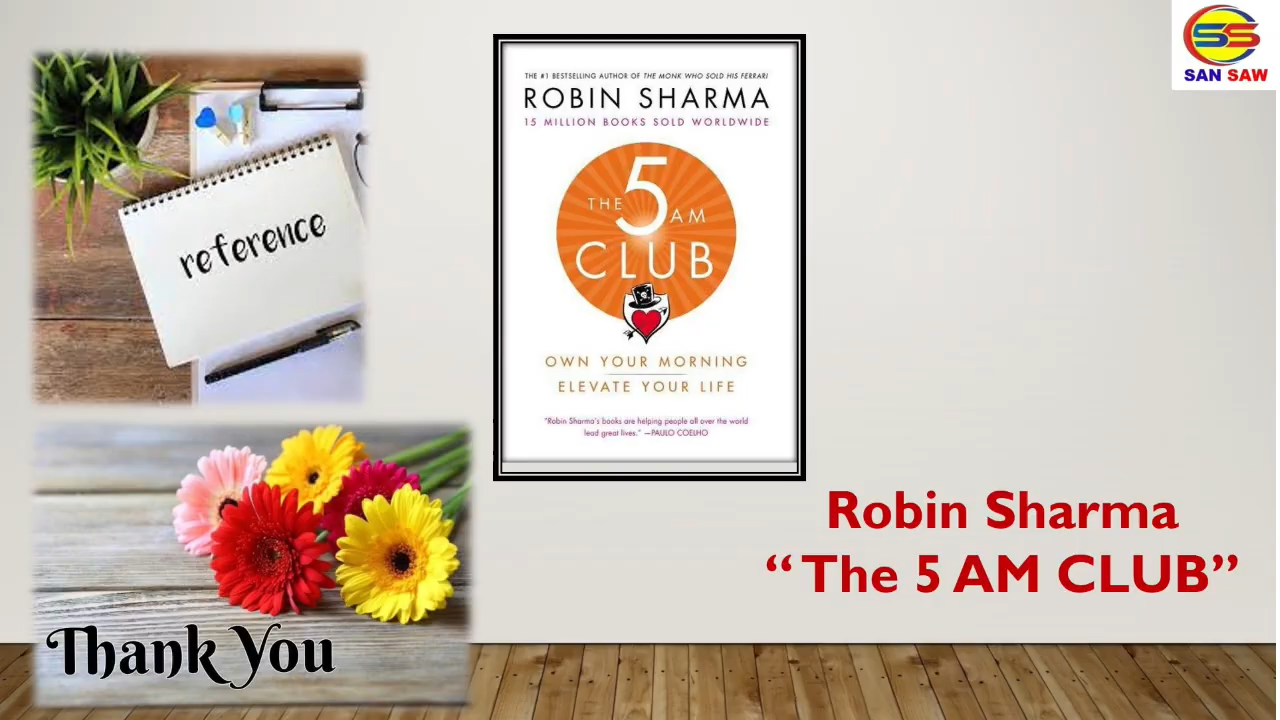 reference
Thank You
THE #1 BESTSELLING AUTHOR OF THE MONK WHO SOLD HIS FERRARI
ROBIN SHARMA
15 MILLION BOOKS SOLD WORLDWIDE
THE 5 AM
CLUB
OWN YOUR MORNING
ELEVATE YOUR LIFE
"Robin Sharma's books are helping people all over the world
lead great lives." —PAULO COELHO
SS
SAN SAW
Robin Sharma
“ The 5 AM CLUB”